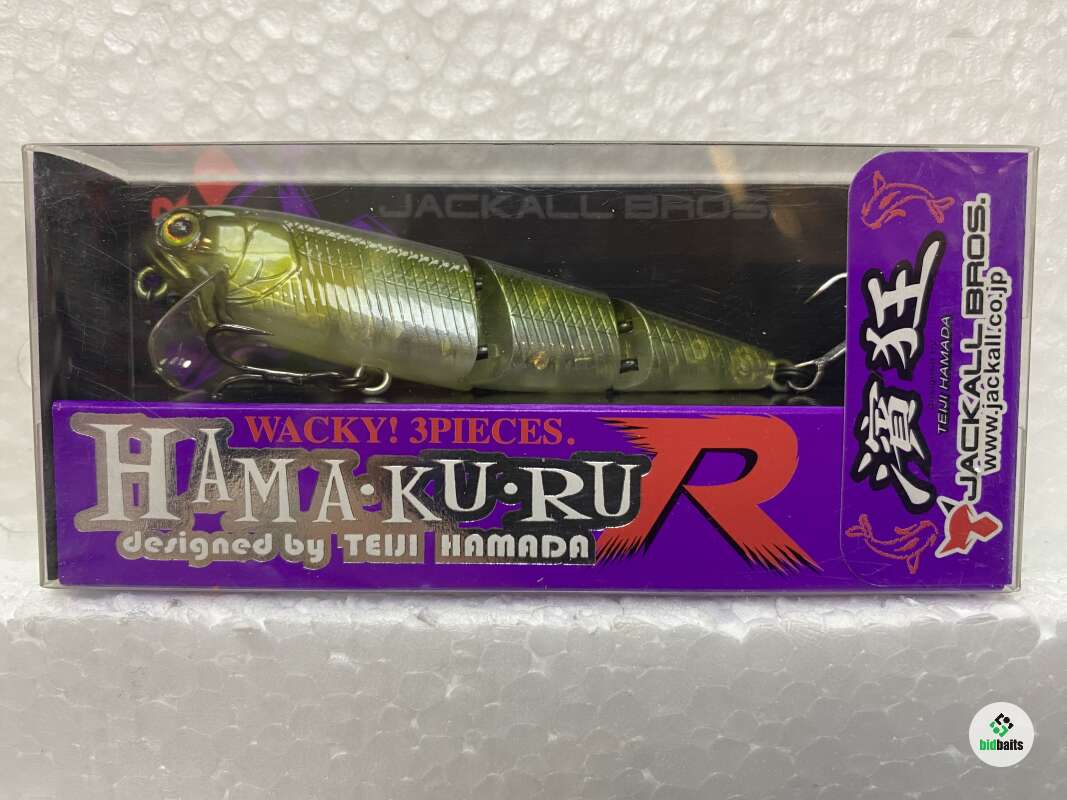 JACKALL BROS.
WACKY! 3PIECES.
HAMA·KU·RU R
designed by TEIJI HAMADA
濱狂
TEIJI HAMADA
JACKALL BROS.
www.jackall.co.jp
bidbaits